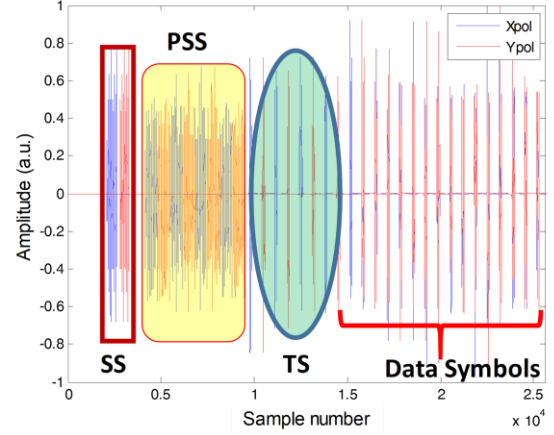 1
0.8
0.6
0.4
0.2
0
-0.2
-0.4
-0.6
-0.8
-1
Amplitude (a.u.)
PSS
Xpol
Ypol
SS
TS
Data Symbols
0
0.5
1
1.5
2
2.5
Sample number
x 10^4